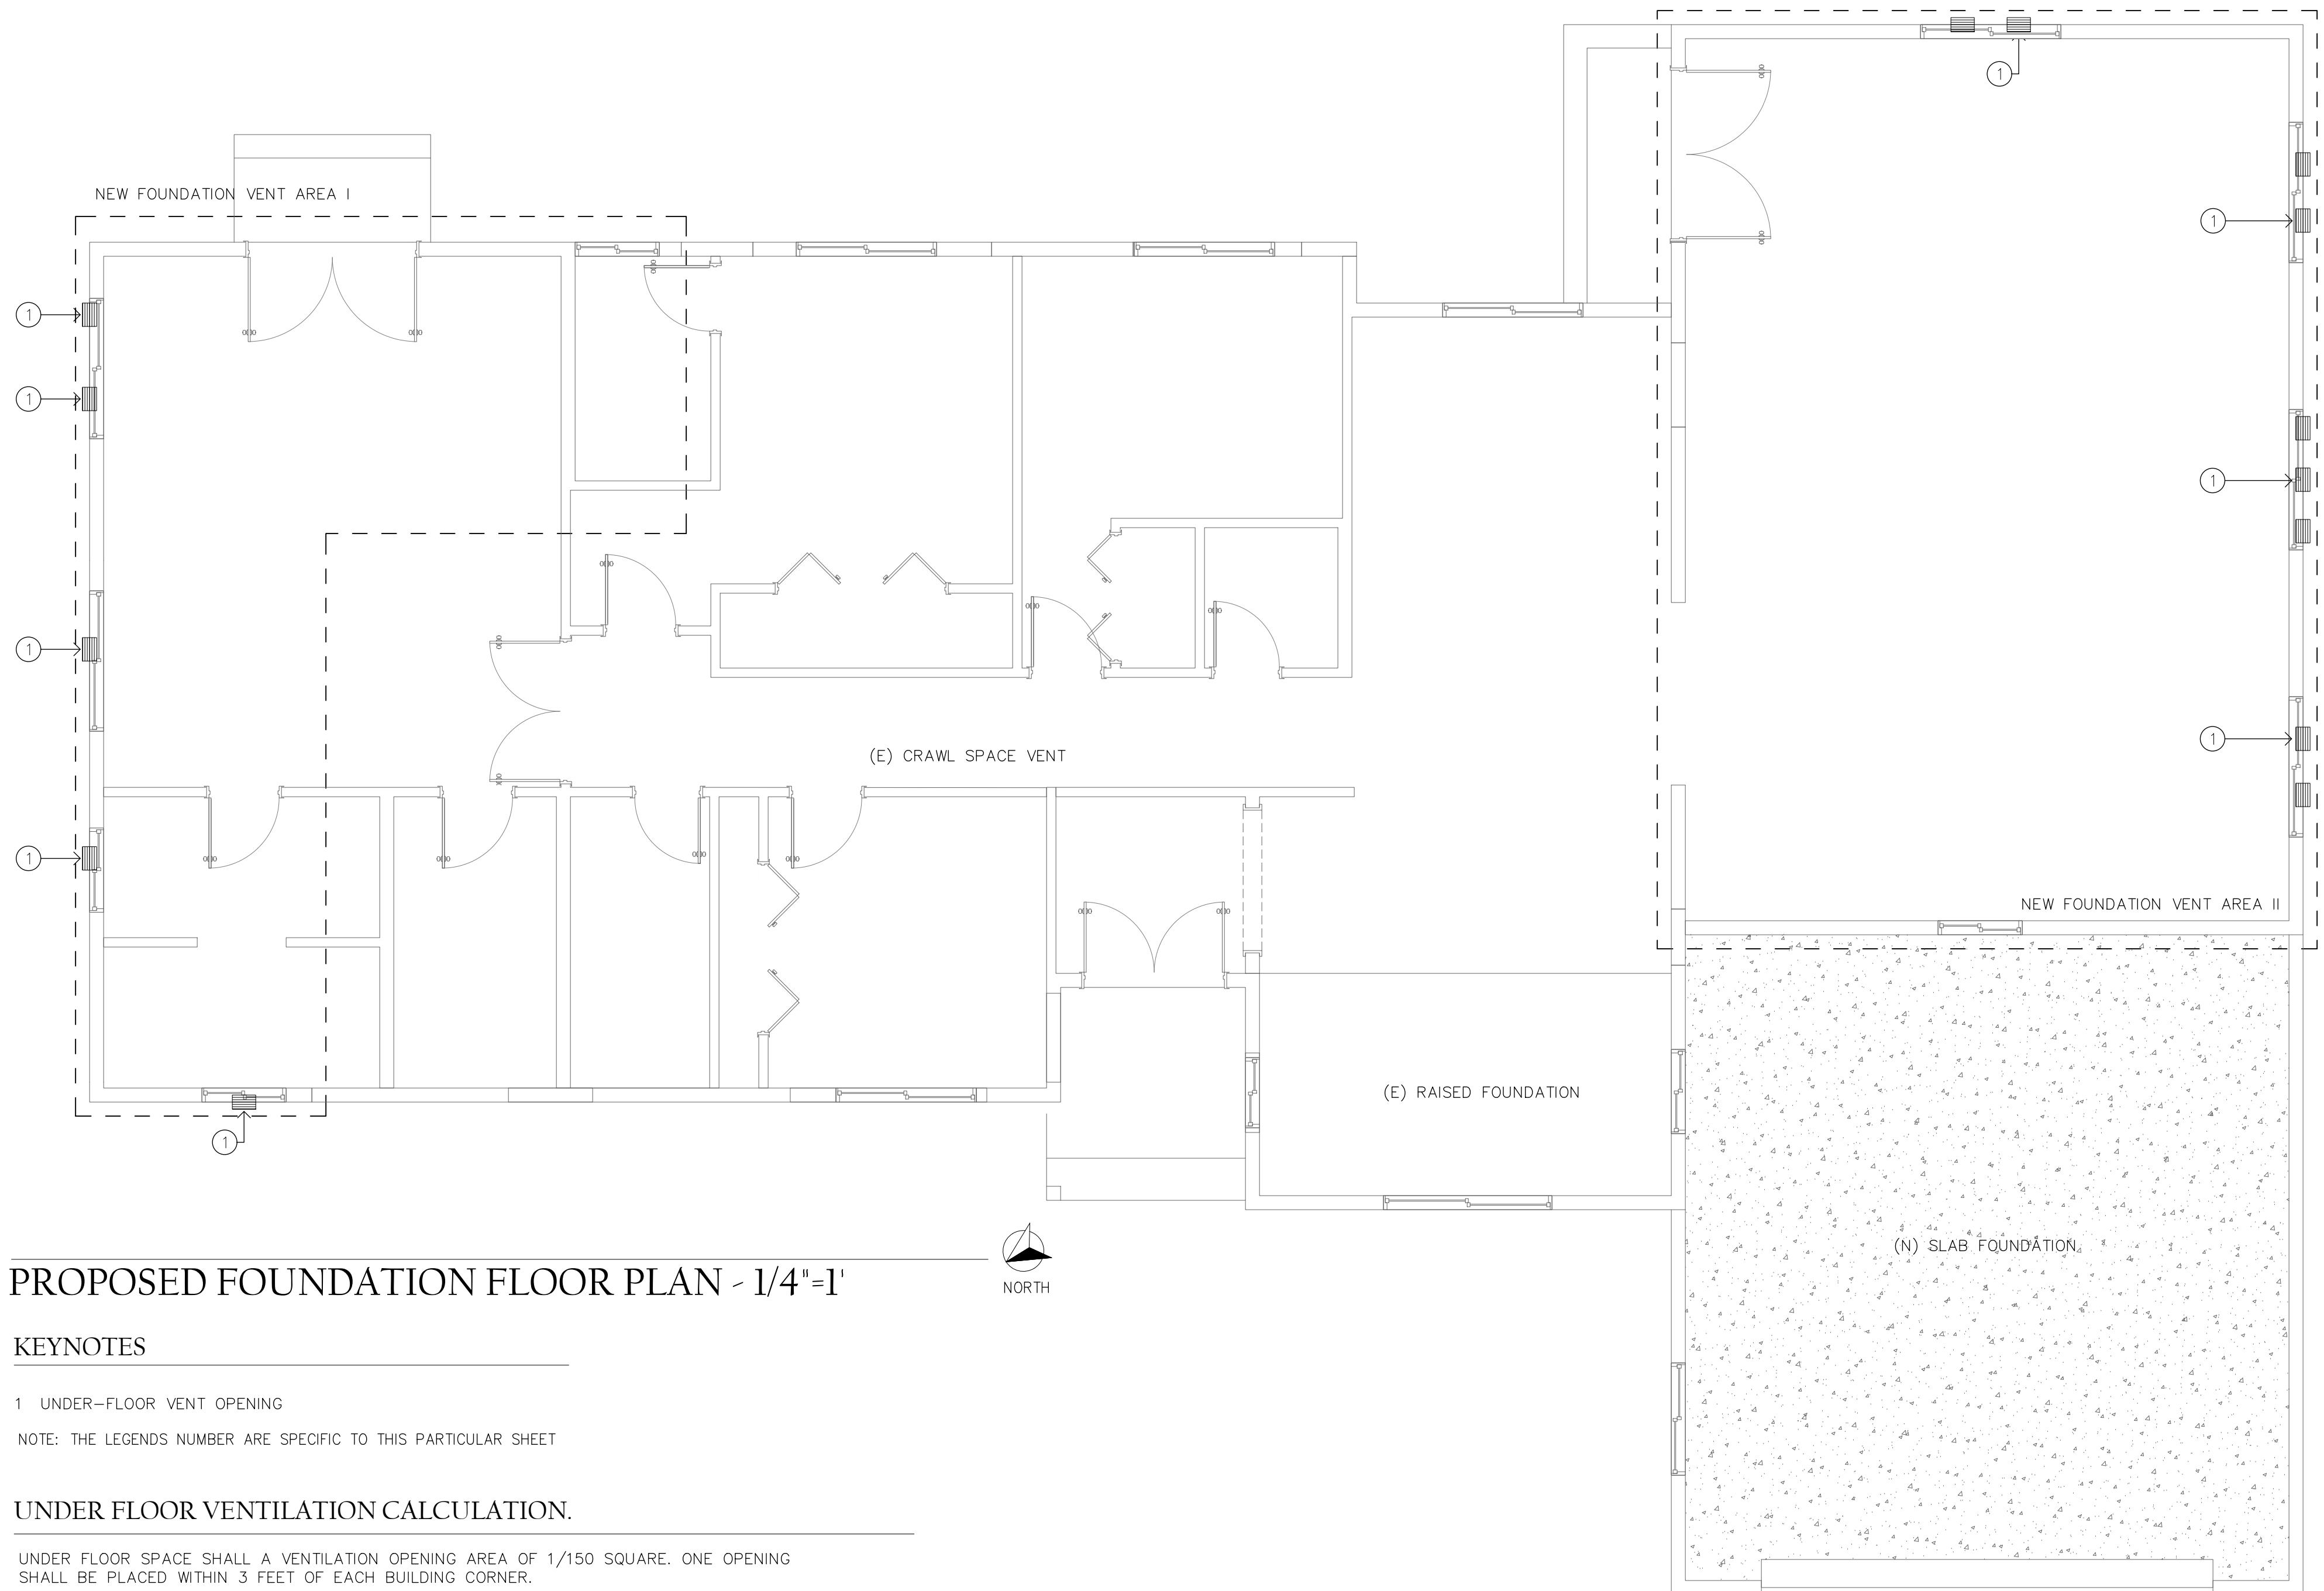 1
NEW FOUNDATION VENT AREA I
1
1
1
1
1
1
(E) CRAWL SPACE VENT
1
1
NEW FOUNDATION VENT AREA II
(E) RAISED FOUNDATION
1
(N) SLAB FOUNDATION
NORTH
PROPOSED FOUNDATION FLOOR PLAN - 1/4"=1'
KEYNOTES
1 UNDER-FLOOR VENT OPENING
NOTE: THE LEGENDS NUMBER ARE SPECIFIC TO THIS PARTICULAR SHEET
UNDER FLOOR VENTILATION CALCULATION.
UNDER FLOOR SPACE SHALL A VENTILATION OPENING AREA OF 1/150 SQUARE. ONE OPENING
SHALL BE PLACED WITHIN 3 FEET OF EACH BUILDING CORNER.